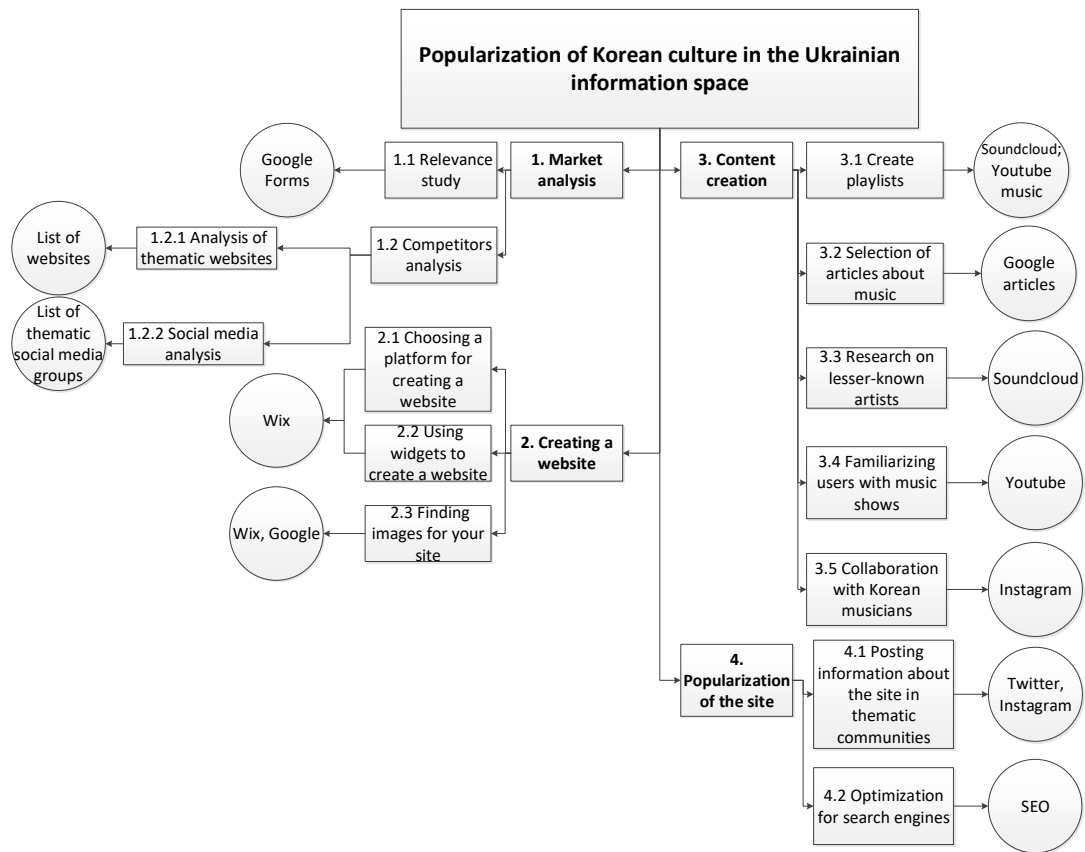 Popularization of Korean culture in the Ukrainian
information space
Google
Forms
1.1 Relevance
study
1. Market
analysis
List of
websites
1.2.1 Analysis of
thematic websites
1.2 Competitors
analysis
List of
thematic
social media
groups
1.2.2 Social media
analysis
Wix
2.1 Choosing a
platform for
creating a
website
2.2 Using
widgets to
create a website
2. Creating a
website
Wix, Google
2.3 Finding
images for your
site
3. Content
creation
3.1 Create
playlists
Soundcloud;
Youtube
music
3.2 Selection of
articles about
music
Google
articles
3.3 Research on
lesser-known
artists
Soundcloud
3.4 Familiarizing
users with music
shows
Youtube
3.5 Collaboration
with Korean
musicians
Instagram
4.
Popularization
of the site
4.1 Posting
information about
the site in
thematic
communities
Twitter,
Instagram
4.2 Optimization
for search engines
SEO